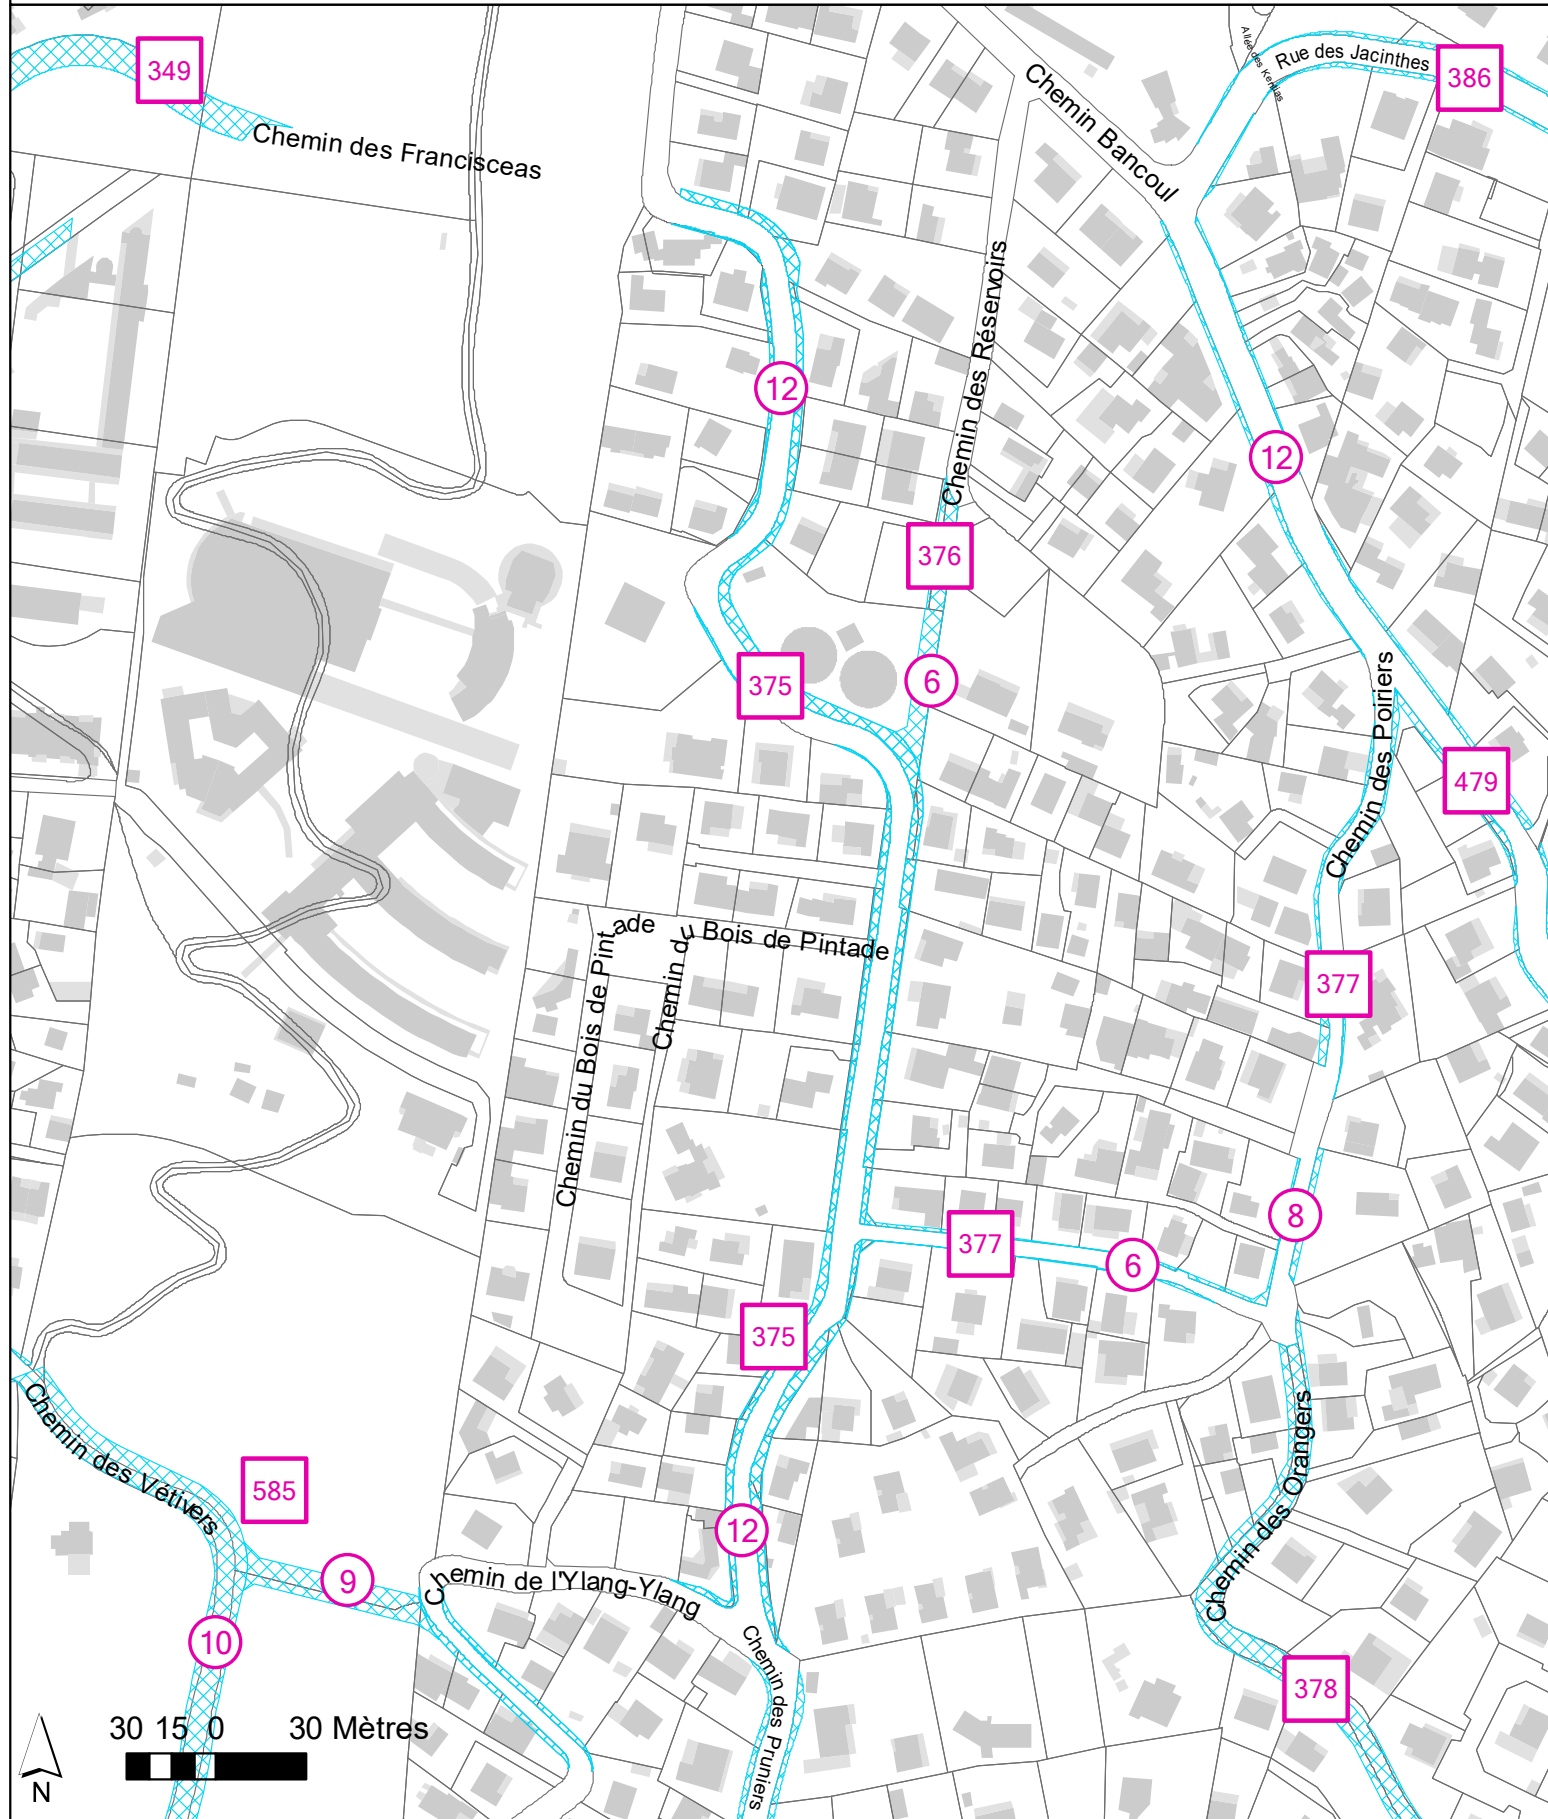 349
Chemin des Francisceas
Chemin Bancoul
Allée des Kentias
Rue des Jacinthes
386
Chemin des Réservoirs
12
12
376
375
6
Chemin des Poiriers
479
Chemin du Bois de Pintade
Chemin du Bois de Pintade
377
8
377
6
375
Chemin des Vétivers
585
Chemin des Orangers
12
9
Chemin de l'Ylang-Ylang
10
Chemin des Pruniers
378
30 15 0 30 Mètres
N